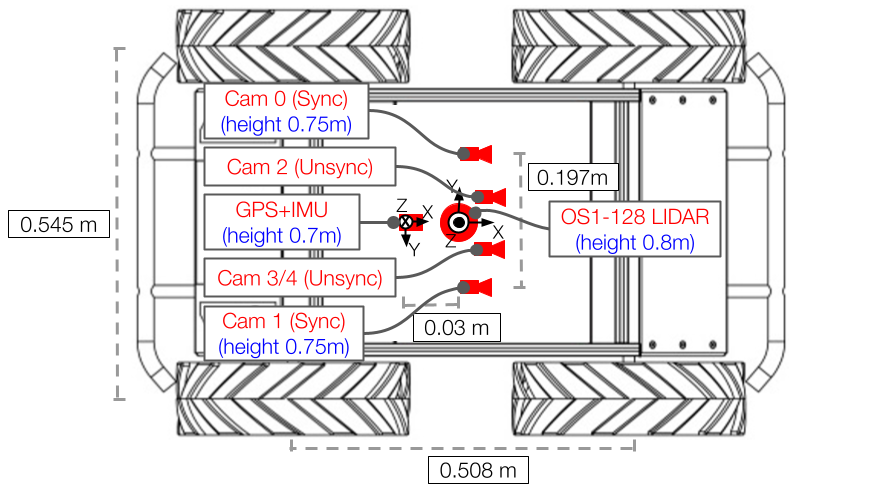 Cam 0 (Sync)
(height 0.75m)
Cam 2 (Unsync)
0.197m
Y
GPS+IMU
(height 0.7m)
Z
X
Y
Z
X
OS1-128 LIDAR
(height 0.8m)
0.545 m
Cam 3/4 (Unsync)
Cam 1 (Sync)
(height 0.75m)
0.03 m
0.508 m